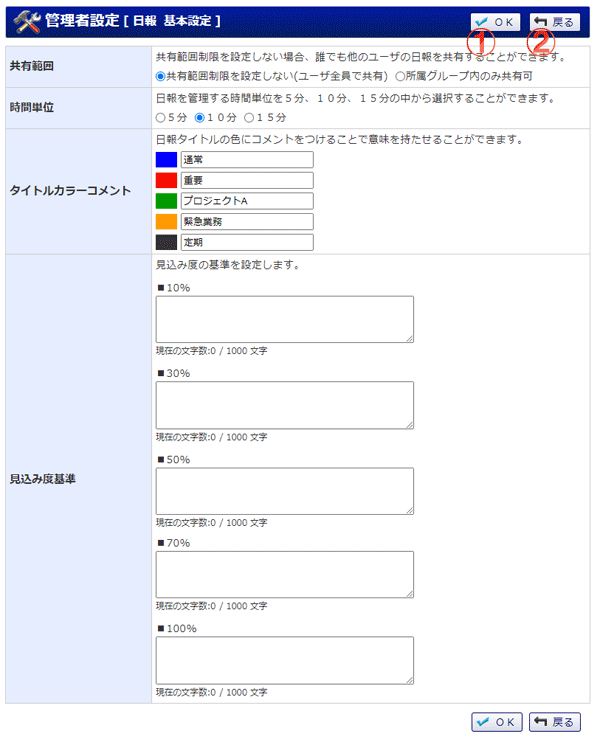 管理者設定 [ 日報 基本設定 ]
OK
戻る
①
②
共有範囲
共有範囲制限を設定しない場合、誰でも他のユーザの日報を共有することができます。
共有範囲制限を設定しない(ユーザ全員で共有) 所属グループ内のみ共有可
時間単位
日報を管理する時間単位を５分、１０分、１５分の中から選択することができます。
５分 １０分 １５分
タイトルカラーコメント
日報タイトルの色にコメントをつけることで意味を持たせることができます。
通常
重要
プロジェクトA
緊急業務
定期
見込み度基準
見込み度の基準を設定します。
■10%
現在の文字数:0 / 1000 文字
■30%
現在の文字数:0 / 1000 文字
■50%
現在の文字数:0 / 1000 文字
■70%
現在の文字数:0 / 1000 文字
■100%
現在の文字数:0 / 1000 文字
OK
戻る